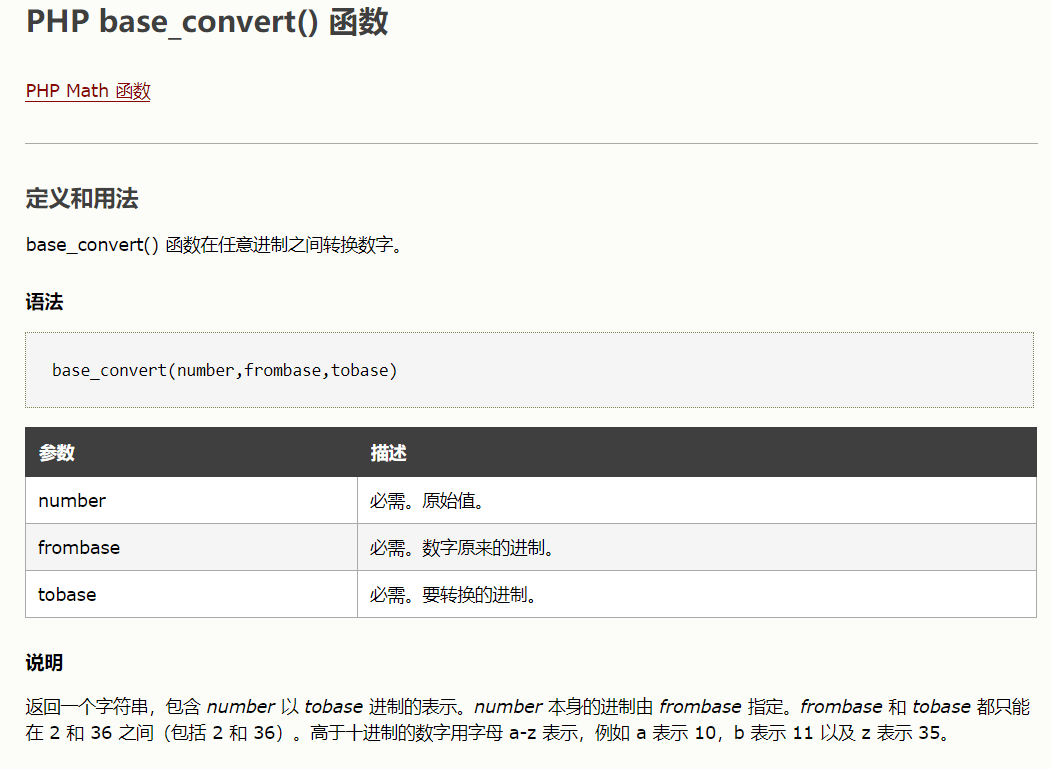 PHP base_convert() 函数
PHP Math 函数
定义和用法
base_convert() 函数在任意进制之间转换数字。
语法
base_convert(number,frombase,tobase)
参数 描述
number 必需。原始值。
frombase 必需。数字原来的进制。
tobase 必需。要转换的进制。
说明
返回一个字符串，包含 number 以 tobase 进制的表示。number 本身的进制由 frombase 指定。frombase 和 tobase 都只能
在 2 和 36 之间（包括 2 和 36）。高于十进制的数字用字母 a-z 表示，例如 a 表示 10，b 表示 11 以及 z 表示 35。